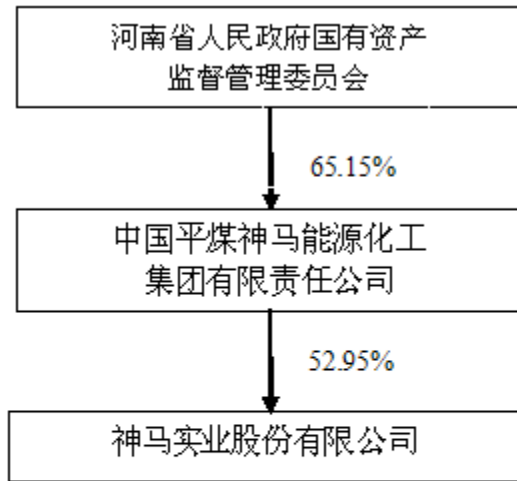 河南省人民政府国有资产
监督管理委员会
65.15%
中国平煤神马能源化工
集团有限责任公司
52.95%
神马实业股份有限公司